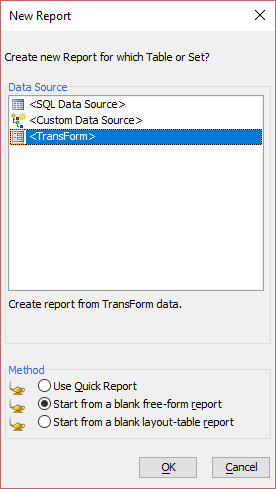 New Report
Create new Report for which Table or Set?
Data Source
<SQL Data Source>
<Custom Data Source>
<TransForm>
Create report from TransForm data.
Method
Use Quick Report
Start from a blank free-form report
Start from a blank layout-table report
OK
Cancel